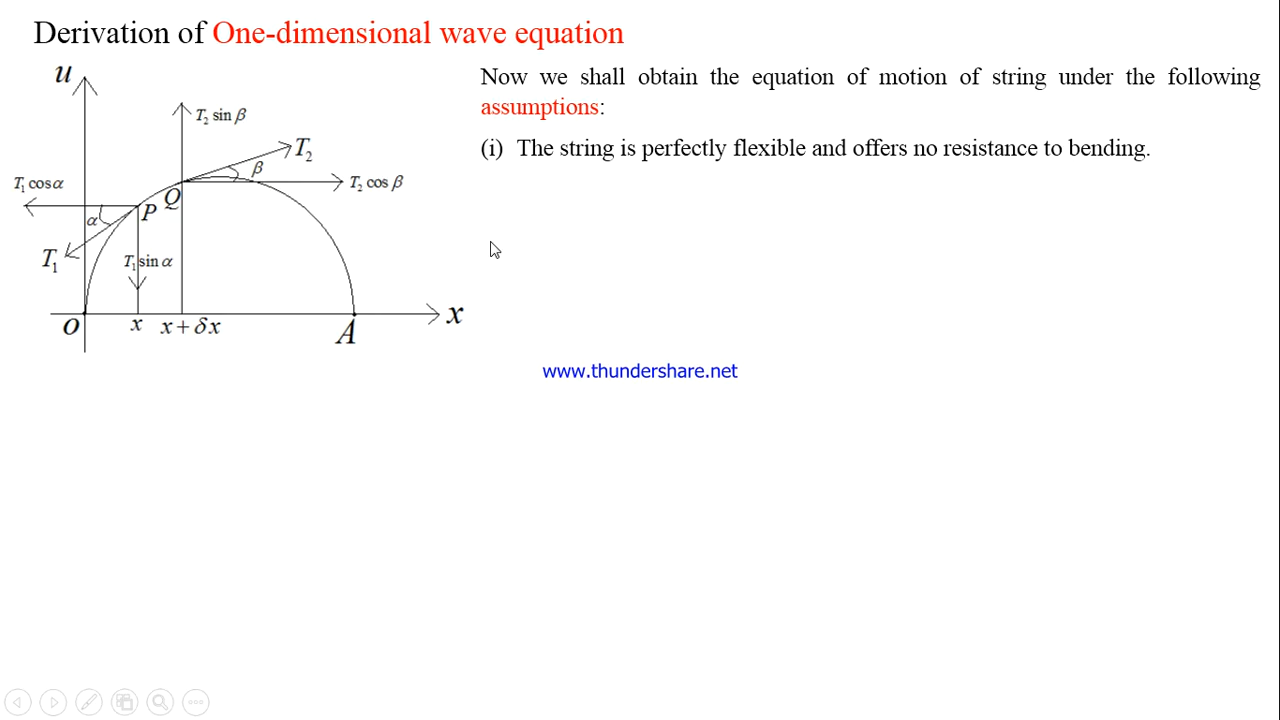 Derivation of One-dimensional wave equation
u
Now we shall obtain the equation of motion of string under the following
assumptions:
(i) The string is perfectly flexible and offers no resistance to bending.
T₂ sin β
T₂
β
T₁ cos α
T₂ cos β
Q
P
α
T₁
T₁ sin α
x
O
x
x + δx
A
www.thundershare.net